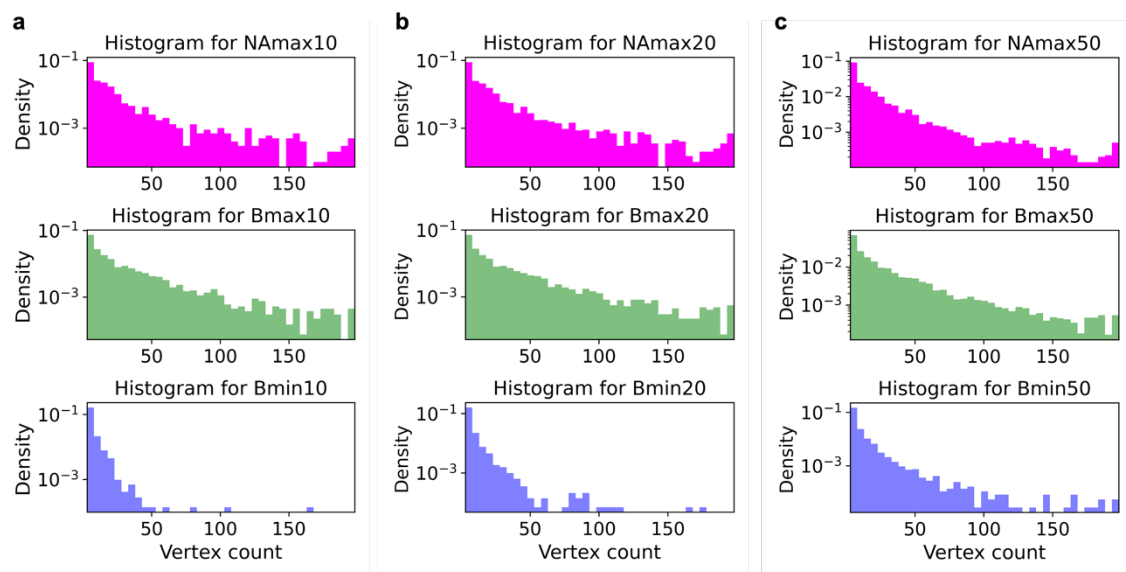 a
Histogram for NAmax10
10⁻¹
10⁻³
Density
50 100 150
Histogram for Bmax10
10⁻¹
10⁻³
Density
50 100 150
Histogram for Bmin10
10⁻¹
10⁻³
Density
50 100 150
Vertex count
b
Histogram for NAmax20
10⁻¹
10⁻³
Density
50 100 150
Histogram for Bmax20
10⁻¹
10⁻³
Density
50 100 150
Histogram for Bmin20
10⁻¹
10⁻³
Density
50 100 150
Vertex count
c
Histogram for NAmax50
10⁻¹
10⁻²
10⁻³
Density
50 100 150
Histogram for Bmax50
10⁻²
10⁻³
Density
50 100 150
Histogram for Bmin50
10⁻¹
10⁻³
Density
50 100 150
Vertex count